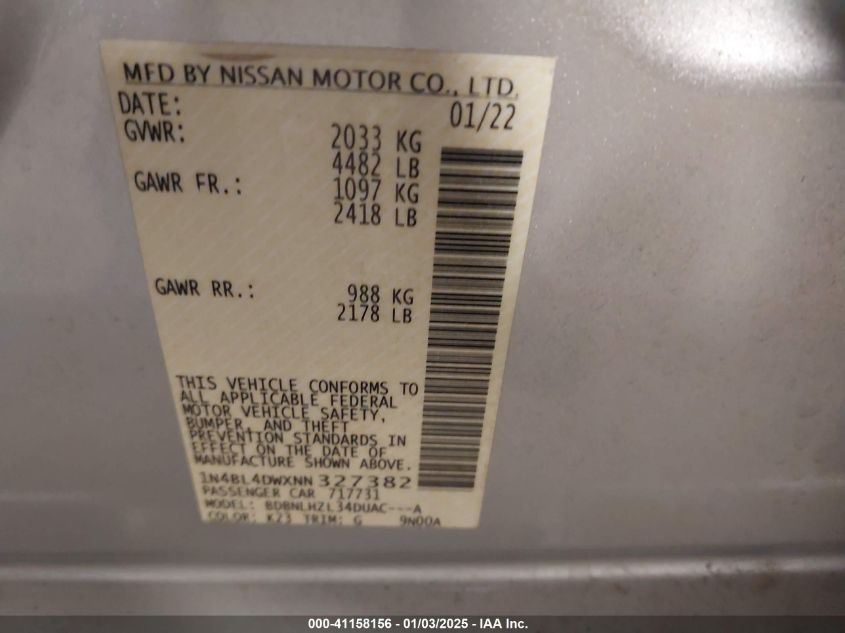 MFD BY NISSAN MOTOR CO., LTD.
DATE: 01/22
GVWR: 2033 KG
4482 LB
GAWR FR.: 1097 KG
2418 LB
GAWR RR.: 988 KG
2178 LB
THIS VEHICLE CONFORMS TO
ALL APPLICABLE FEDERAL
MOTOR VEHICLE SAFETY,
BUMPER, AND THEFT
PREVENTION STANDARDS IN
EFFECT ON THE DATE OF
MANUFACTURE SHOWN ABOVE.
1N4BL4DWXNN327382
PASSENGER CAR 717731
MODEL: BDBNLHZL34DUAC---A
COLOR: K23 TRIM: G 9N00A
000-41158156 - 01/03/2025 - IAA Inc.